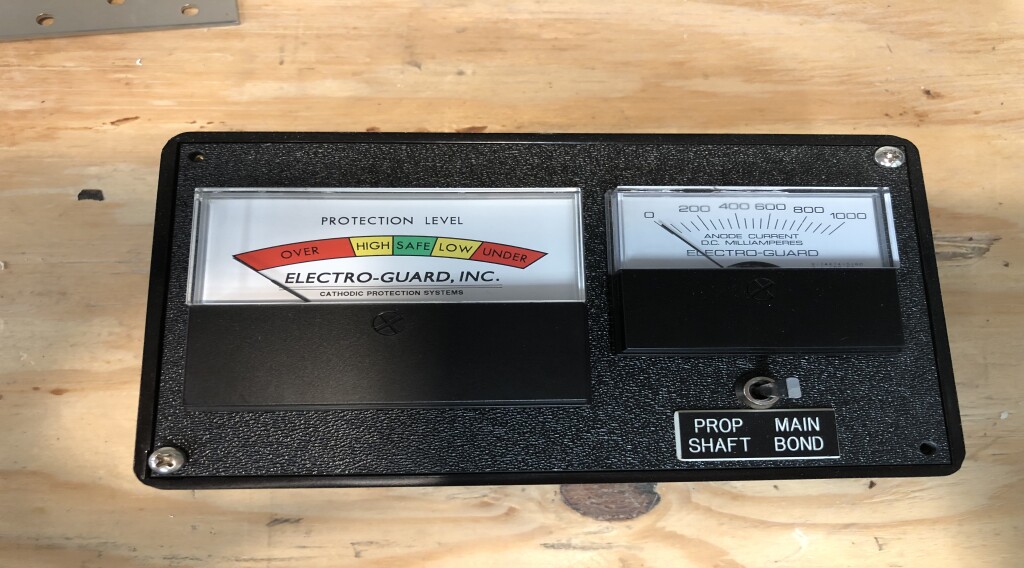 PROTECTION LEVEL
OVER HIGH SAFE LOW UNDER
ELECTRO-GUARD, INC.
CATHODIC PROTECTION SYSTEMS
0 200 400 600 800 1000
ANODE CURRENT
D.C. MILLIAMPERES
ELECTRO-GUARD
PROP MAIN
SHAFT BOND